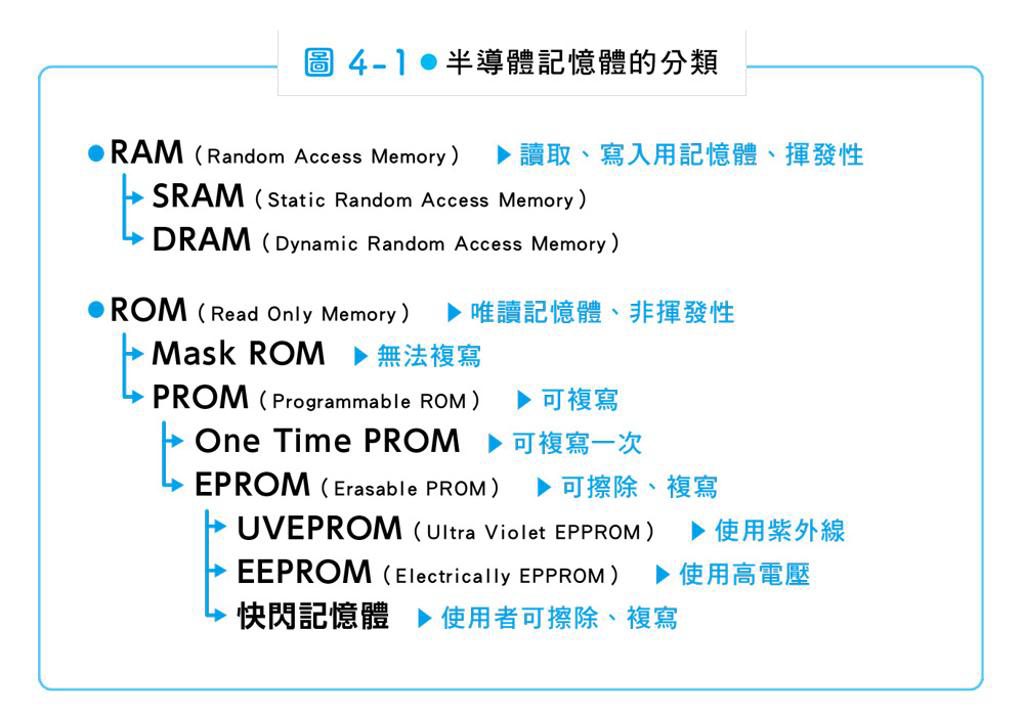 圖 4-1 ● 半導體記憶體的分類
● RAM (Random Access Memory) ▶ 讀取、寫入用記憶體、揮發性
SRAM (Static Random Access Memory)
DRAM (Dynamic Random Access Memory)
● ROM (Read Only Memory) ▶ 唯讀記憶體、非揮發性
Mask ROM ▶ 無法複寫
PROM (Programmable ROM) ▶ 可複寫
One Time PROM ▶ 可複寫一次
EPROM (Erasable PROM) ▶ 可擦除、複寫
UVEPROM (Ultra Violet EPPROM) ▶ 使用紫外線
EEPROM (Electrically EPPROM) ▶ 使用高電壓
快閃記憶體 ▶ 使用者可擦除、複寫